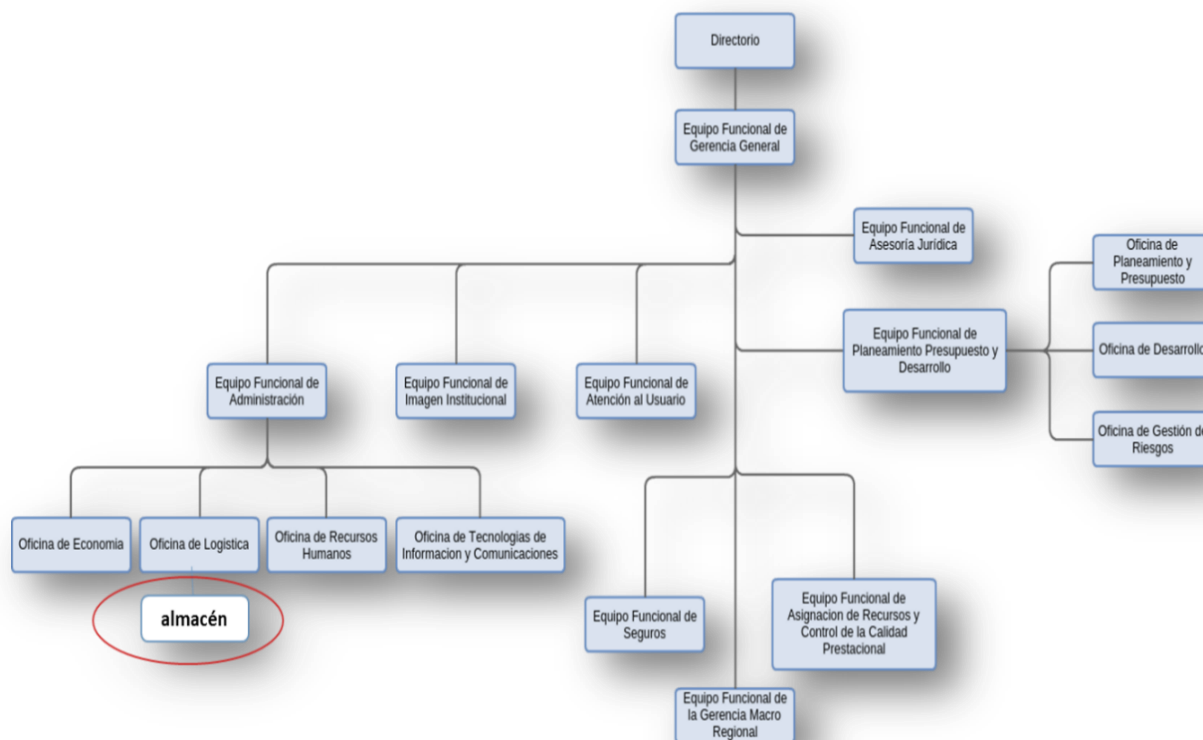 Directorio
Equipo Funcional de
Gerencia General
Equipo Funcional de
Asesoría Jurídica
Oficina de
Planeamiento y
Presupuesto
Equipo Funcional de
Planeamiento Presupuesto y
Desarrollo
Oficina de Desarrollo
Oficina de Gestión de
Riesgos
Equipo Funcional de
Administración
Equipo Funcional de
Imagen Institucional
Equipo Funcional de
Atención al Usuario
Oficina de Economia
Oficina de Logistica
Oficina de Recursos
Humanos
Oficina de Tecnologias de
Informacion y Comunicaciones
almacén
Equipo Funcional de
Seguros
Equipo Funcional de
Asignacion de Recursos y
Control de la Calidad
Prestacional
Equipo Funcional de
la Gerencia Macro
Regional